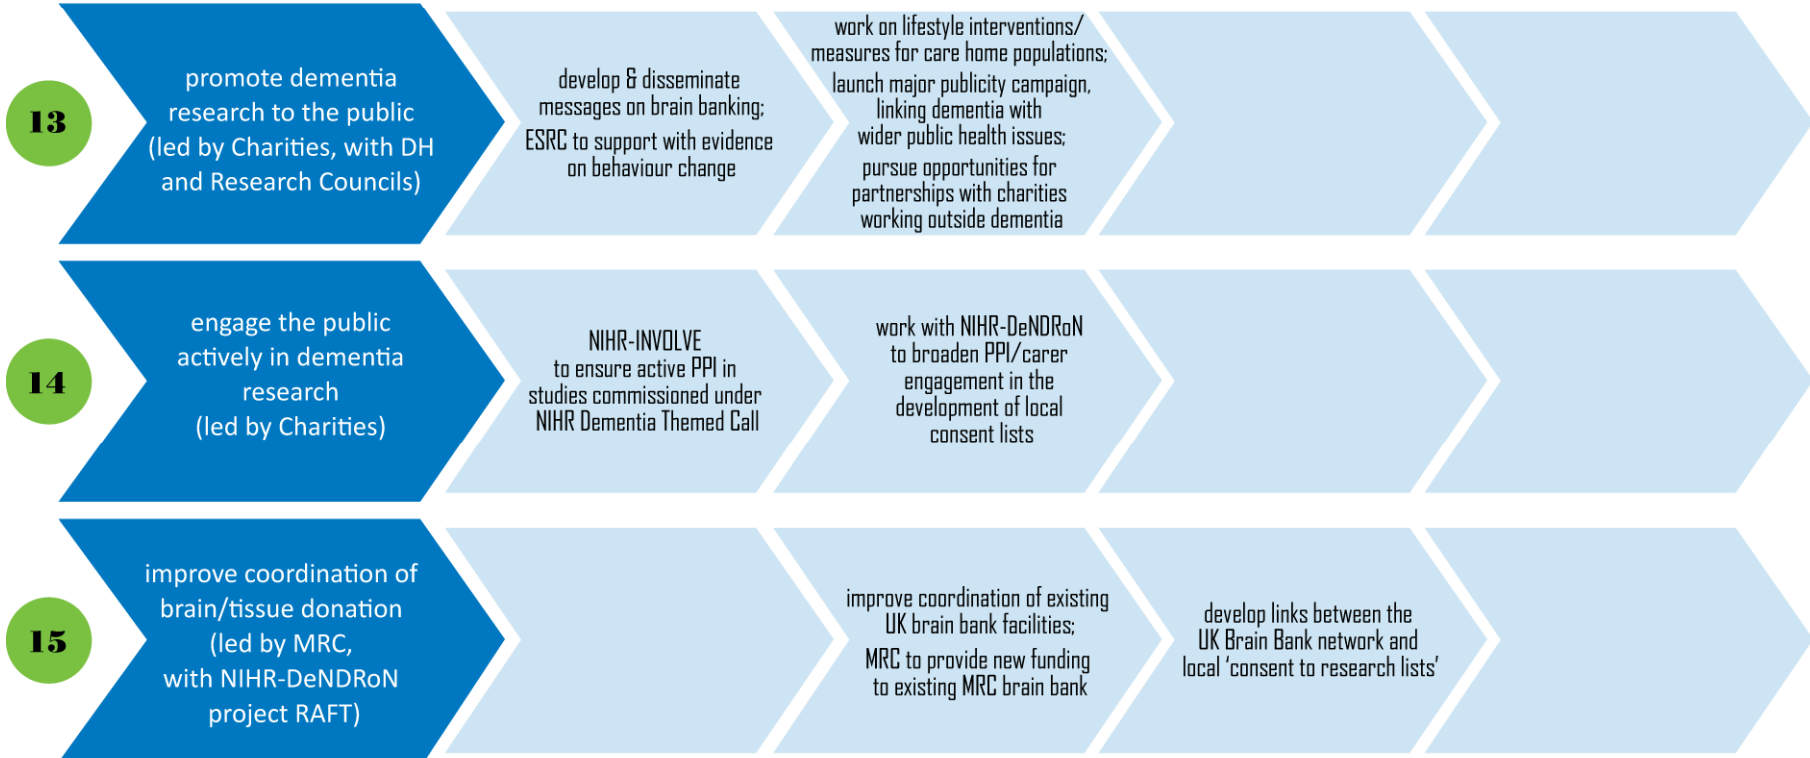 13
promote dementia
research to the public
(led by Charities, with DH
and Research Councils)
develop & disseminate
messages on brain banking;
ESRC to support with evidence
on behaviour change
work on lifestyle interventions/
measures for care home populations;
launch major publicity campaign,
linking dementia with
wider public health issues;
pursue opportunities for
partnerships with charities
working outside dementia
14
engage the public
actively in dementia
research
(led by Charities)
NIHR-INVOLVE
to ensure active PPI in
studies commissioned under
NIHR Dementia Themed Call
work with NIHR-DeNDRoN
to broaden PPI/carer
engagement in the
development of local
consent lists
15
improve coordination of
brain/tissue donation
(led by MRC,
with NIHR-DeNDRoN
project RAFT)
improve coordination of existing
UK brain bank facilities;
MRC to provide new funding
to existing MRC brain bank
develop links between the
UK Brain Bank network and
local ‘consent to research lists’